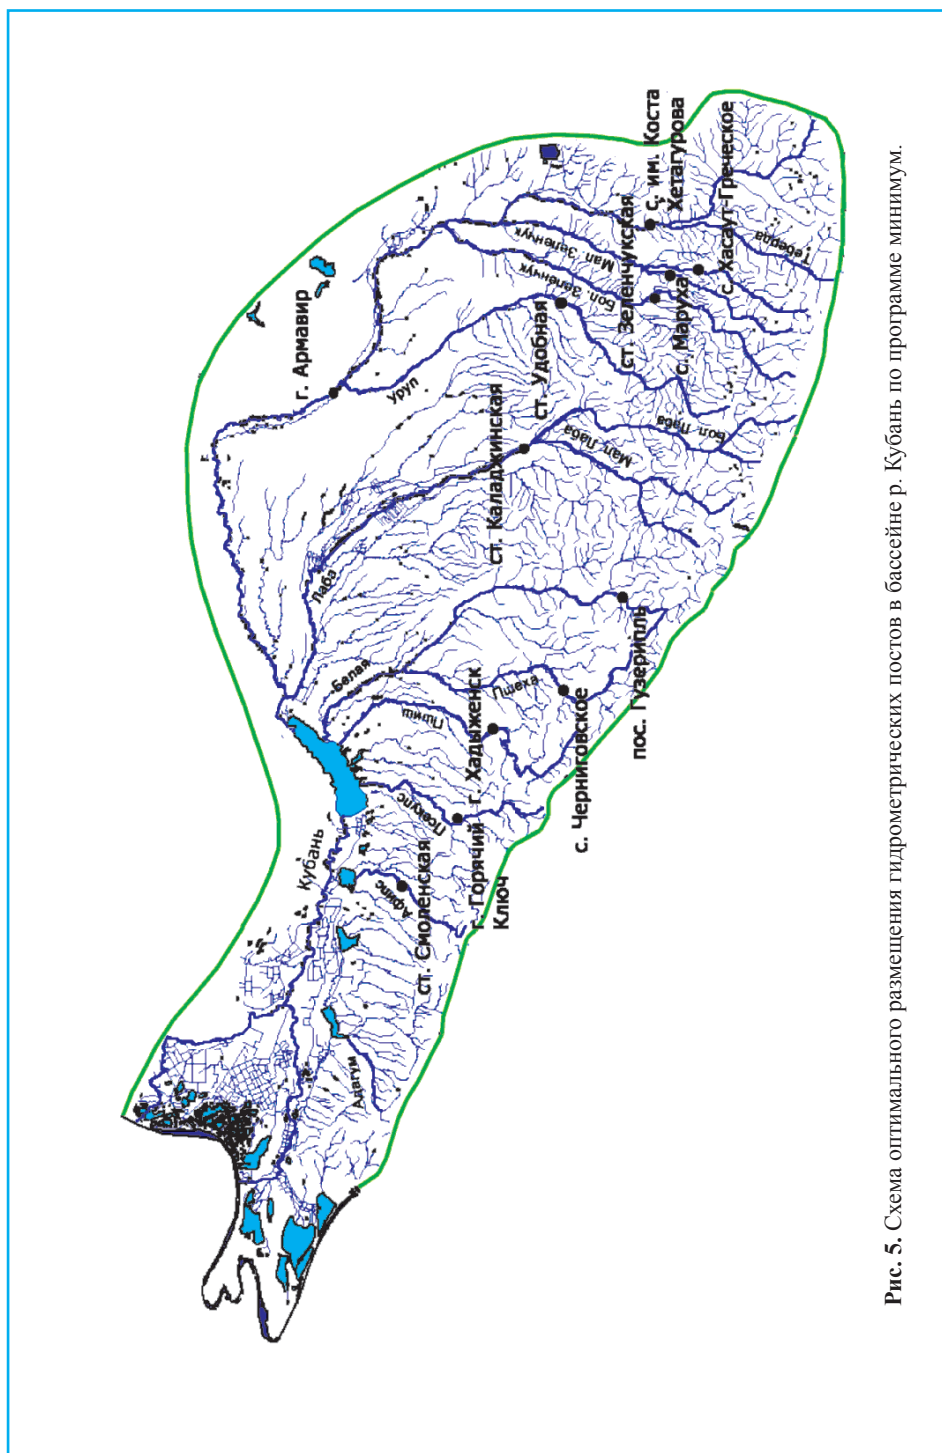 г. Армавир
с. им. Коста
Хетагурова
с. Хасаут-Греческое
ст. Зеленчукская
с. Маруха
ст. Удобная
ст. Каладжинская
пос. Гузерипль
с. Черниговское
г. Хадыженск
г. Горячий
Ключ
ст. Смоленская
Кубань
Адагум
Афипс
Псекупс
Пшиш
Пшеха
Белая
Лаба
Мал. Лаба
Бол. Лаба
Уруп
Бол. Зеленчук
Мал. Зеленчук
Теберда
Рис. 5. Схема оптимального размещения гидрометрических постов в бассейне р. Кубань по программе минимум.